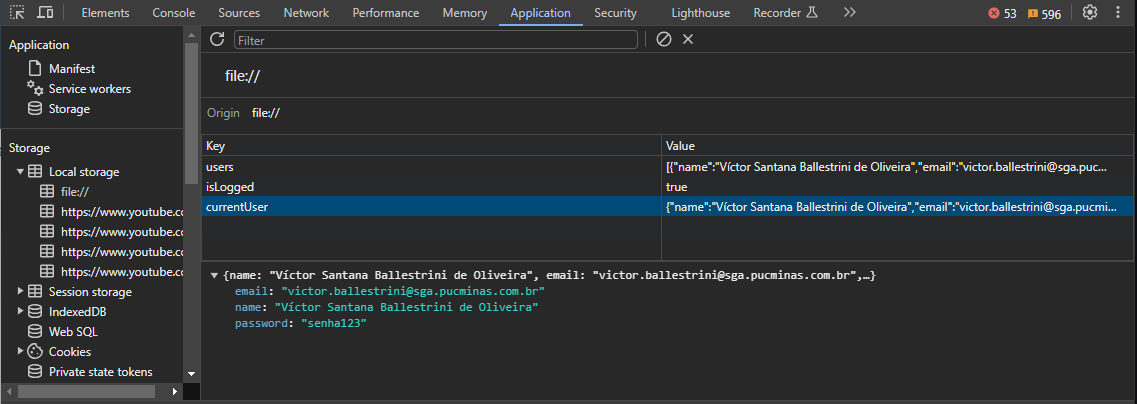 Elements Console Sources Network Performance Memory Application Security Lighthouse Recorder 53 596
Application
Manifest
Service workers
Storage
Storage
Local storage
file://
https://www.youtube.co
https://www.youtube.co
https://www.youtube.co
https://www.youtube.co
Session storage
IndexedDB
Web SQL
Cookies
Private state tokens
Filter
file://
Origin file://
Key Value
users [{"name":"Víctor Santana Ballestrini de Oliveira","email":"victor.ballestrini@sga.puc...
isLogged true
currentUser {"name":"Víctor Santana Ballestrini de Oliveira","email":"victor.ballestrini@sga.pucmi...
{name: "Víctor Santana Ballestrini de Oliveira", email: "victor.ballestrini@sga.pucminas.com.br",…}
email: "victor.ballestrini@sga.pucminas.com.br"
name: "Víctor Santana Ballestrini de Oliveira"
password: "senha123"